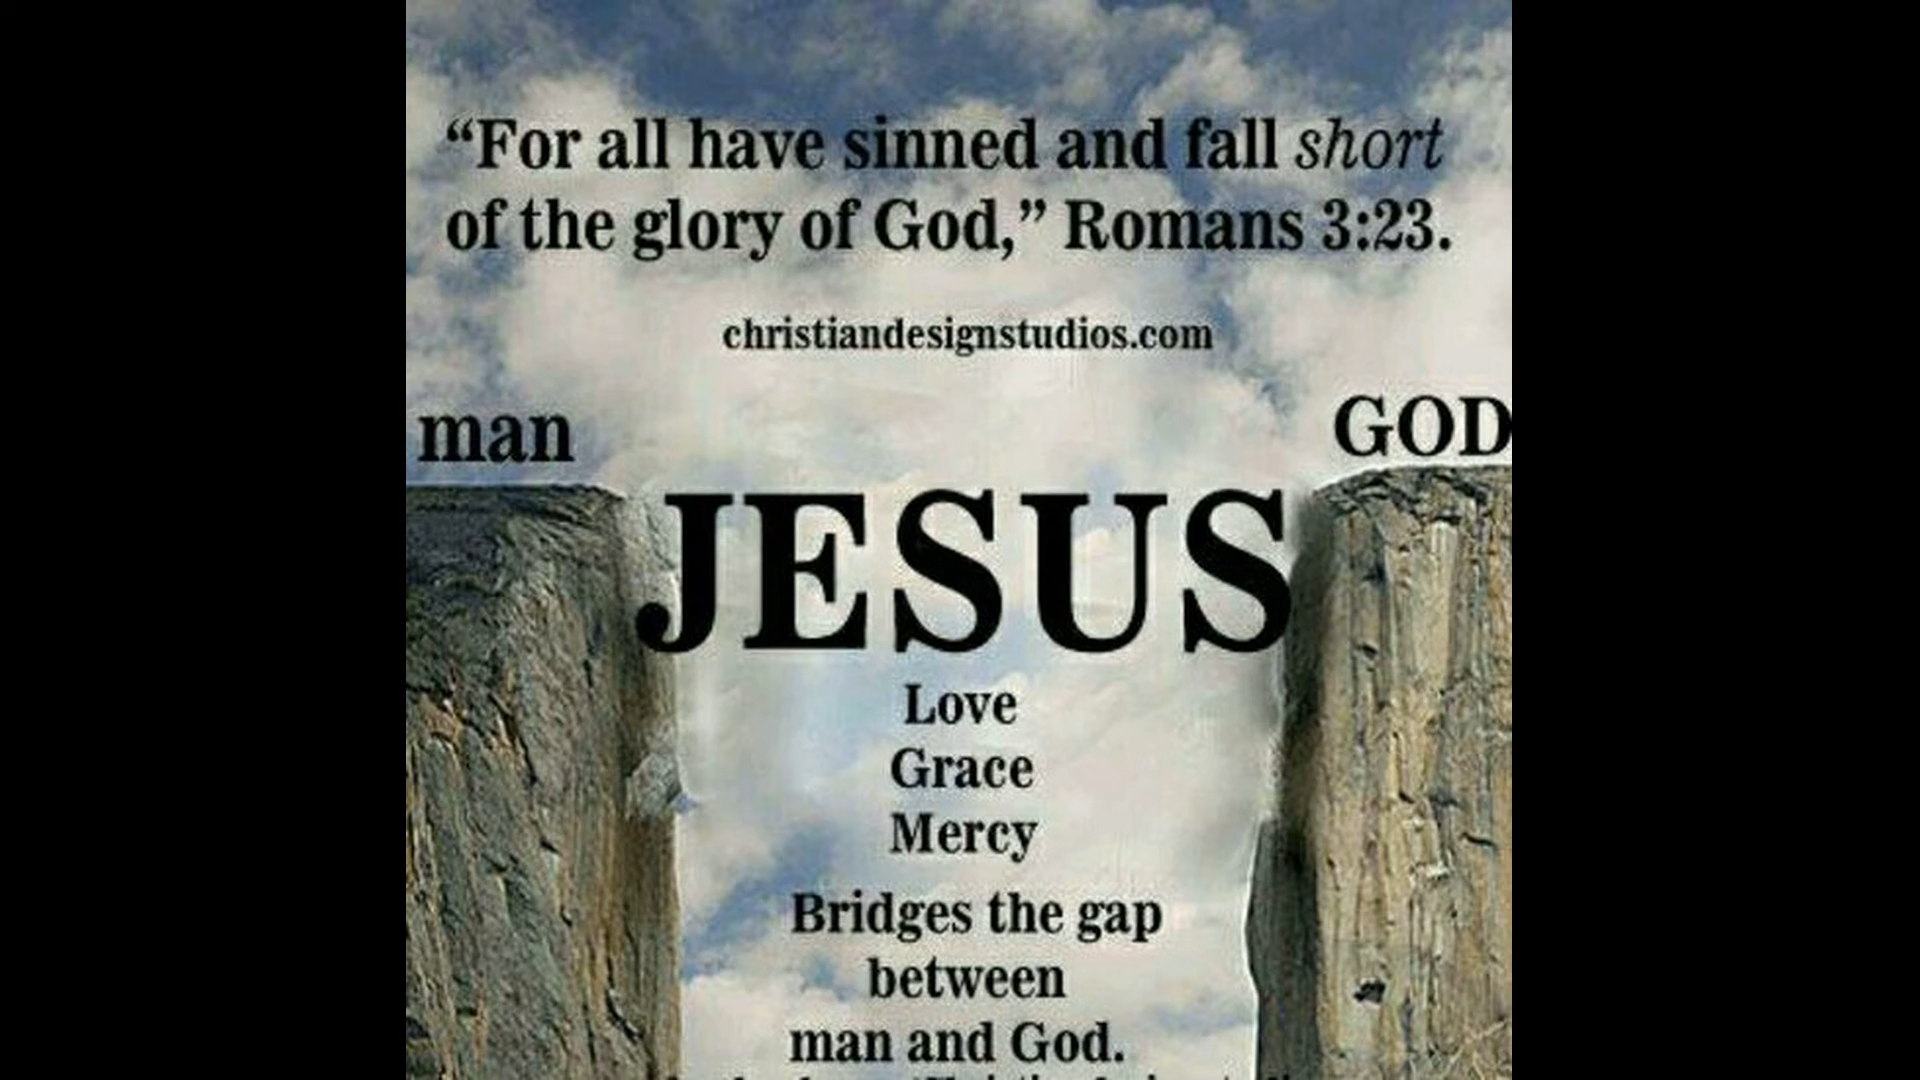 “For all have sinned and fall short
of the glory of God,” Romans 3:23.
christiandesignstudios.com
man
GOD
JESUS
Love
Grace
Mercy
Bridges the gap
between
man and God.